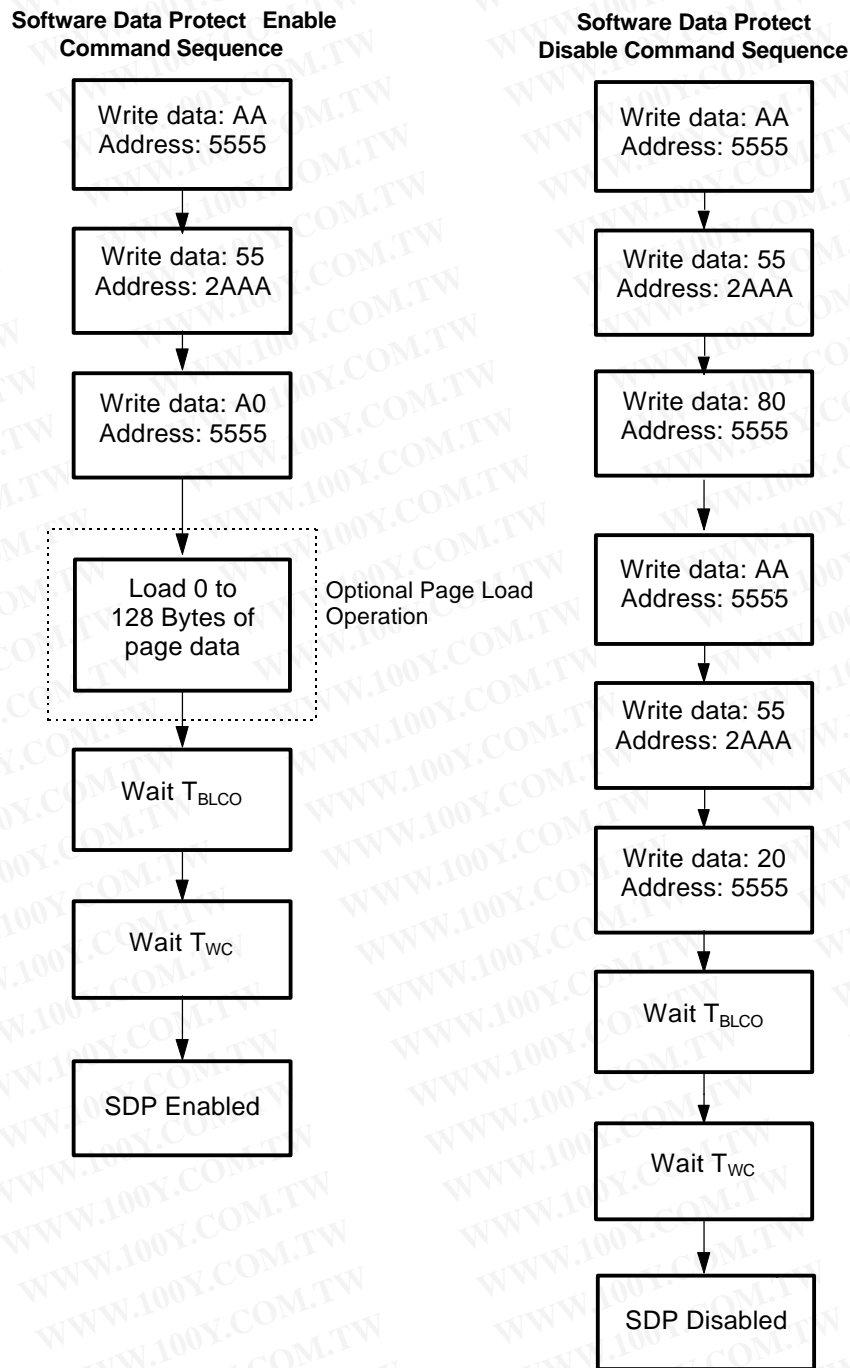 Software Data Protect Enable
Command Sequence
Write data: AA
Address: 5555
Write data: 55
Address: 2AAA
Write data: A0
Address: 5555
Load 0 to
128 Bytes of
page data
Optional Page Load
Operation
Wait TBLCO
Wait TWC
SDP Enabled
Software Data Protect
Disable Command Sequence
Write data: AA
Address: 5555
Write data: 55
Address: 2AAA
Write data: 80
Address: 5555
Write data: AA
Address: 5555
Write data: 55
Address: 2AAA
Write data: 20
Address: 5555
Wait TBLCO
Wait TWC
SDP Disabled
WWW.100Y.COM.TW